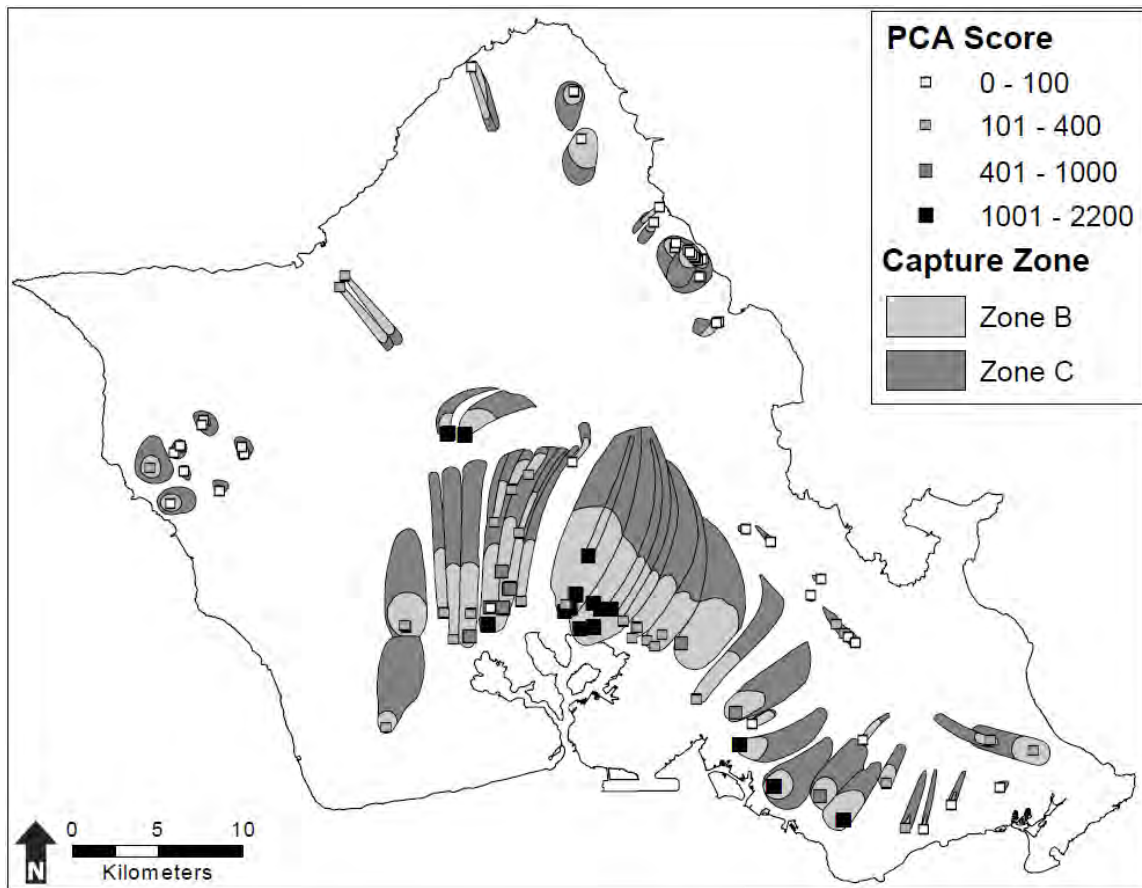 PCA Score
0 - 100
101 - 400
401 - 1000
1001 - 2200
Capture Zone
Zone B
Zone C
0 5 10
Kilometers
N